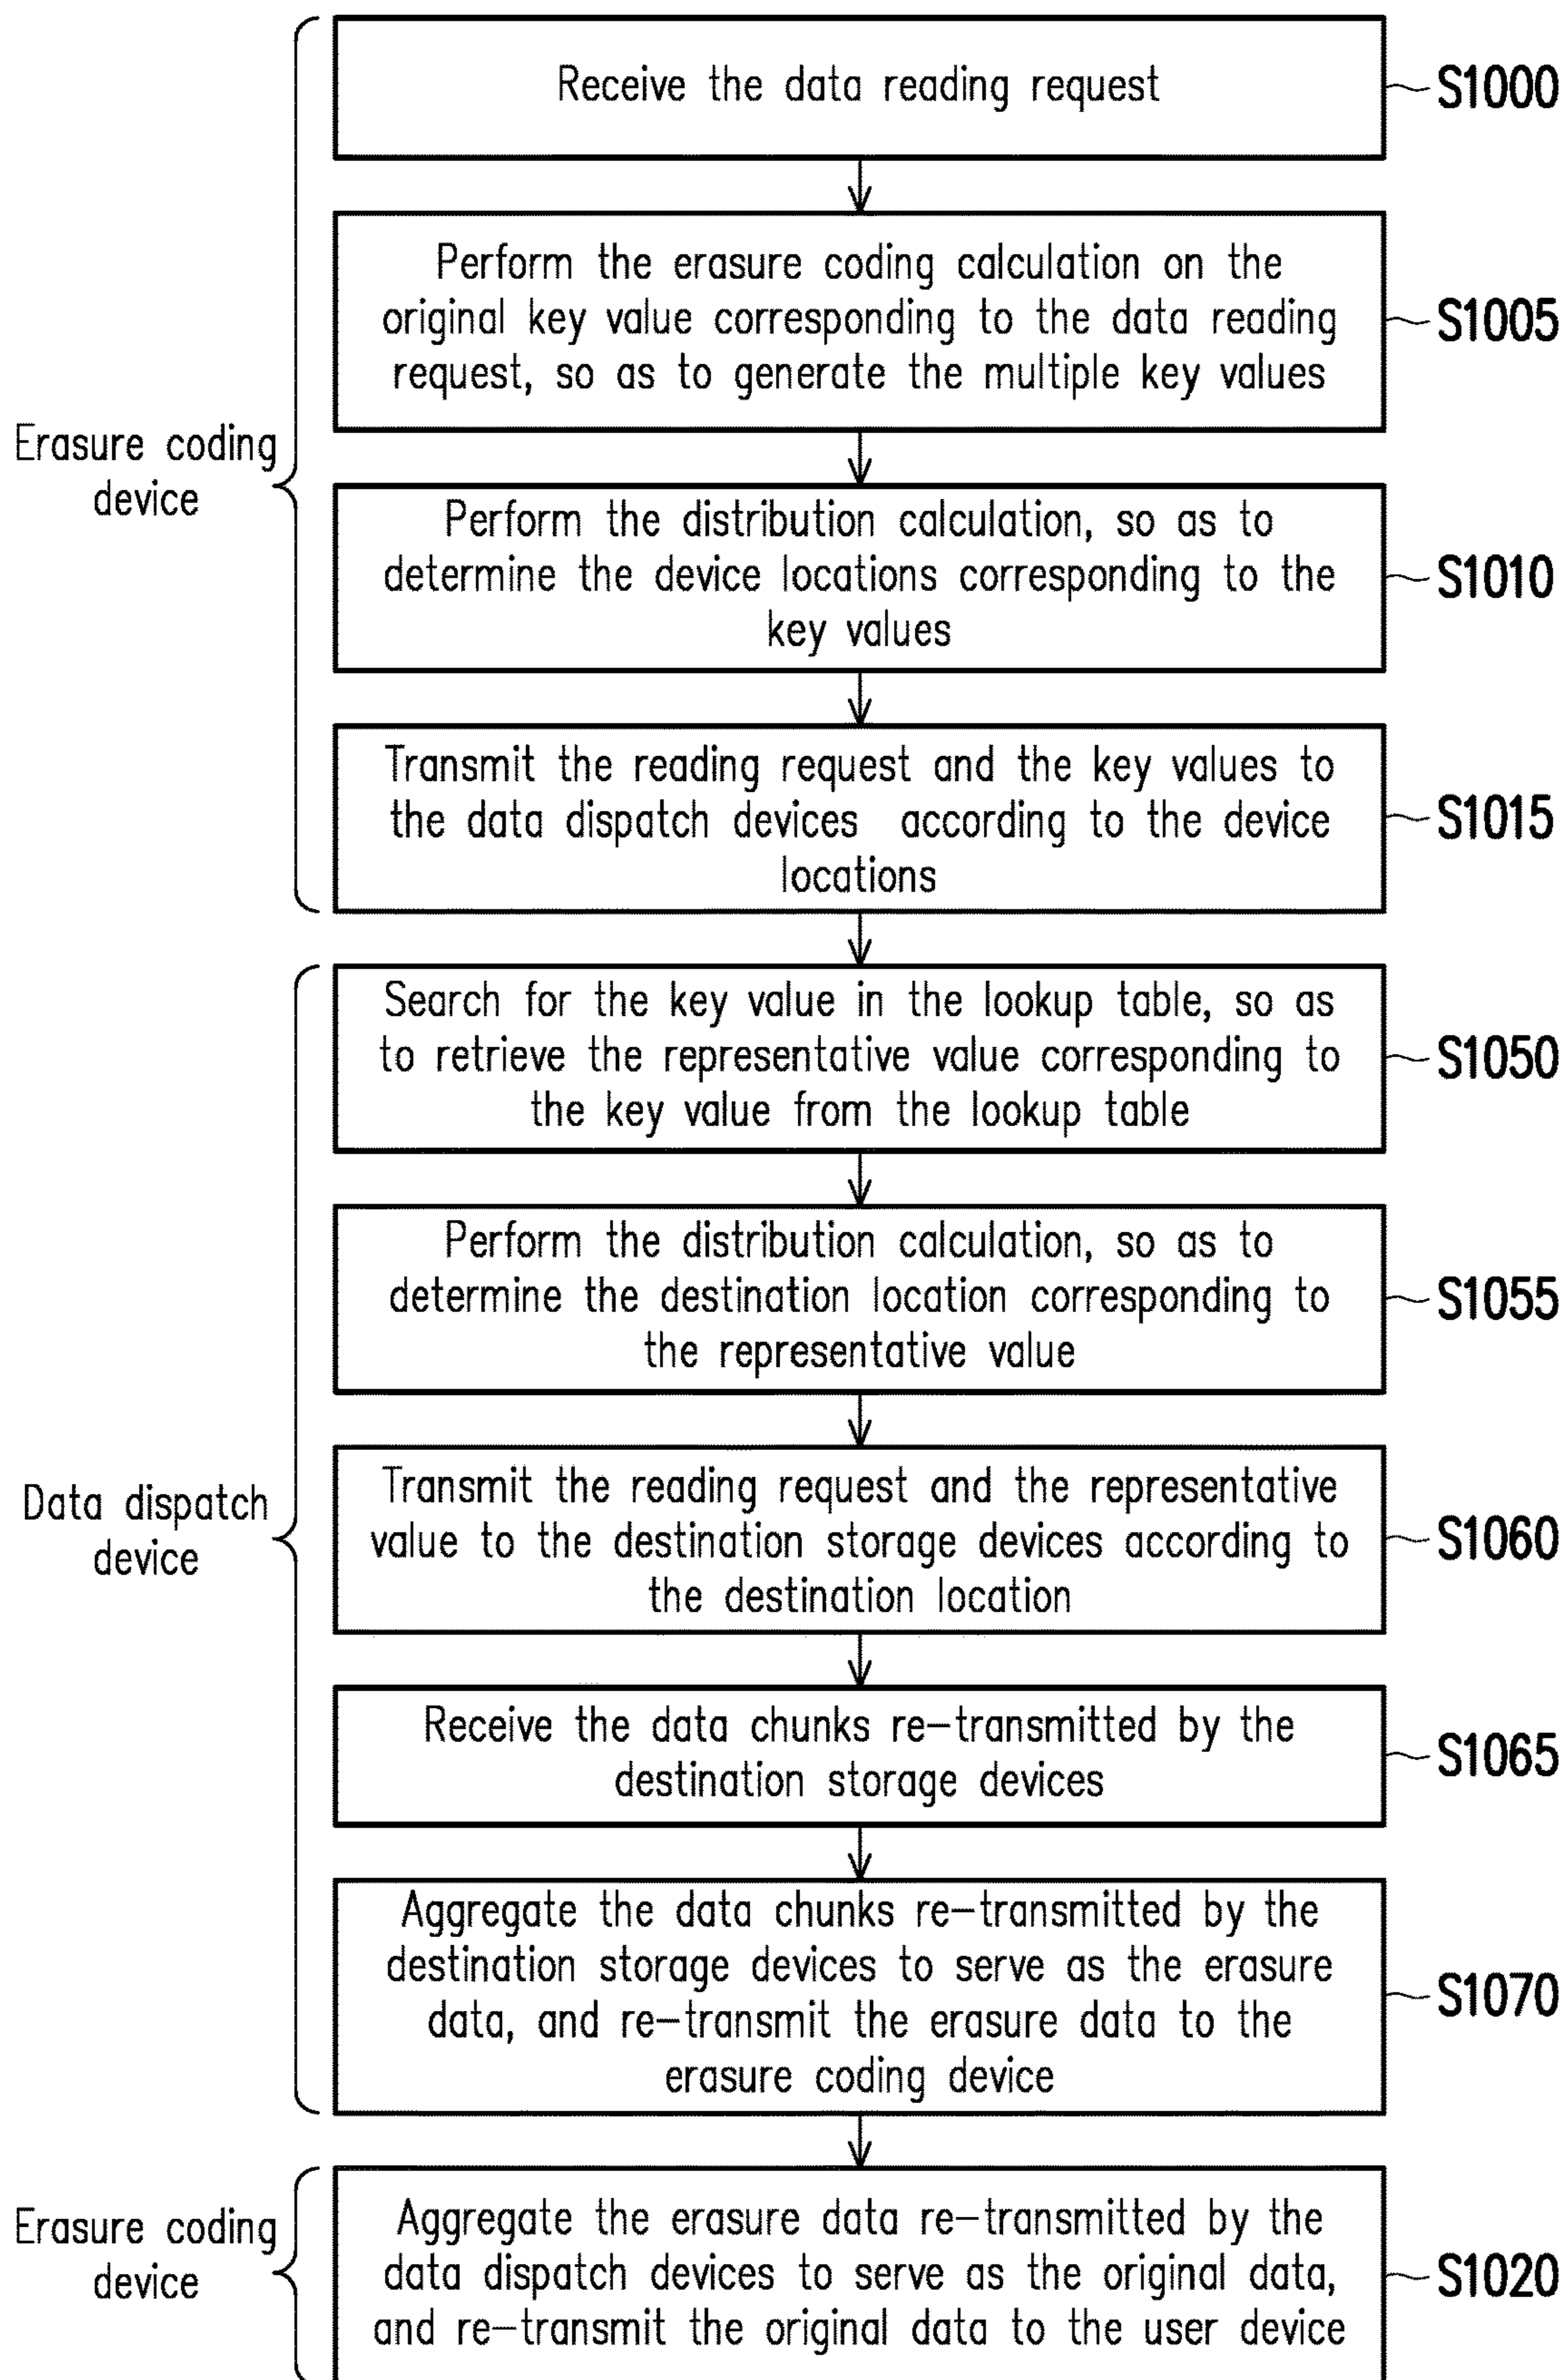 Receive the data reading request
S1000
Perform the erasure coding calculation on the
original key value corresponding to the data reading
request, so as to generate the multiple key values
S1005
Erasure coding
device
Perform the distribution calculation, so as to
determine the device locations corresponding to the
key values
S1010
Transmit the reading request and the key values to
the data dispatch devices according to the device
locations
S1015
Search for the key value in the lookup table, so as
to retrieve the representative value corresponding to
the key value from the lookup table
S1050
Perform the distribution calculation, so as to
determine the destination location corresponding to
the representative value
S1055
Data dispatch
device
Transmit the reading request and the representative
value to the destination storage devices according to
the destination location
S1060
Receive the data chunks re-transmitted by the
destination storage devices
S1065
Aggregate the data chunks re-transmitted by the
destination storage devices to serve as the erasure
data, and re-transmit the erasure data to the
erasure coding device
S1070
Erasure coding
device
Aggregate the erasure data re-transmitted by the
data dispatch devices to serve as the original data,
and re-transmit the original data to the user device
S1020